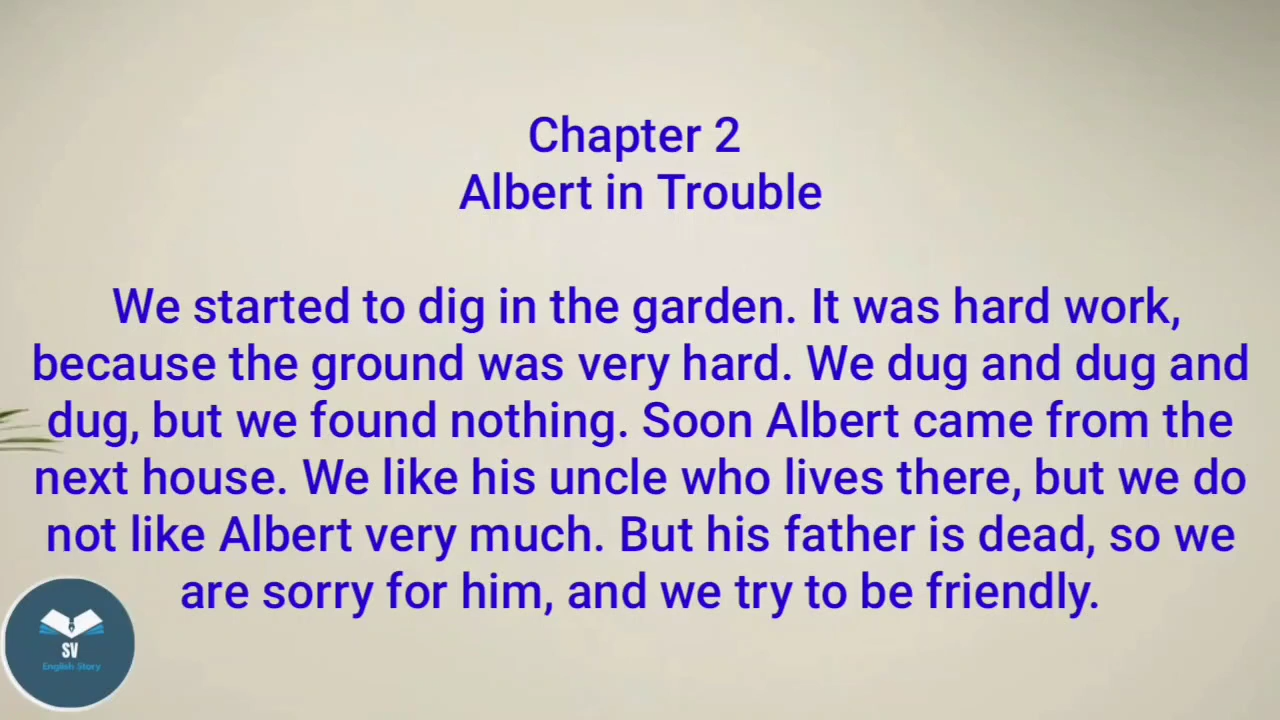 Chapter 2
Albert in Trouble
We started to dig in the garden. It was hard work,
because the ground was very hard. We dug and dug and
dug, but we found nothing. Soon Albert came from the
next house. We like his uncle who lives there, but we do
not like Albert very much. But his father is dead, so we
are sorry for him, and we try to be friendly.
SV
English Story